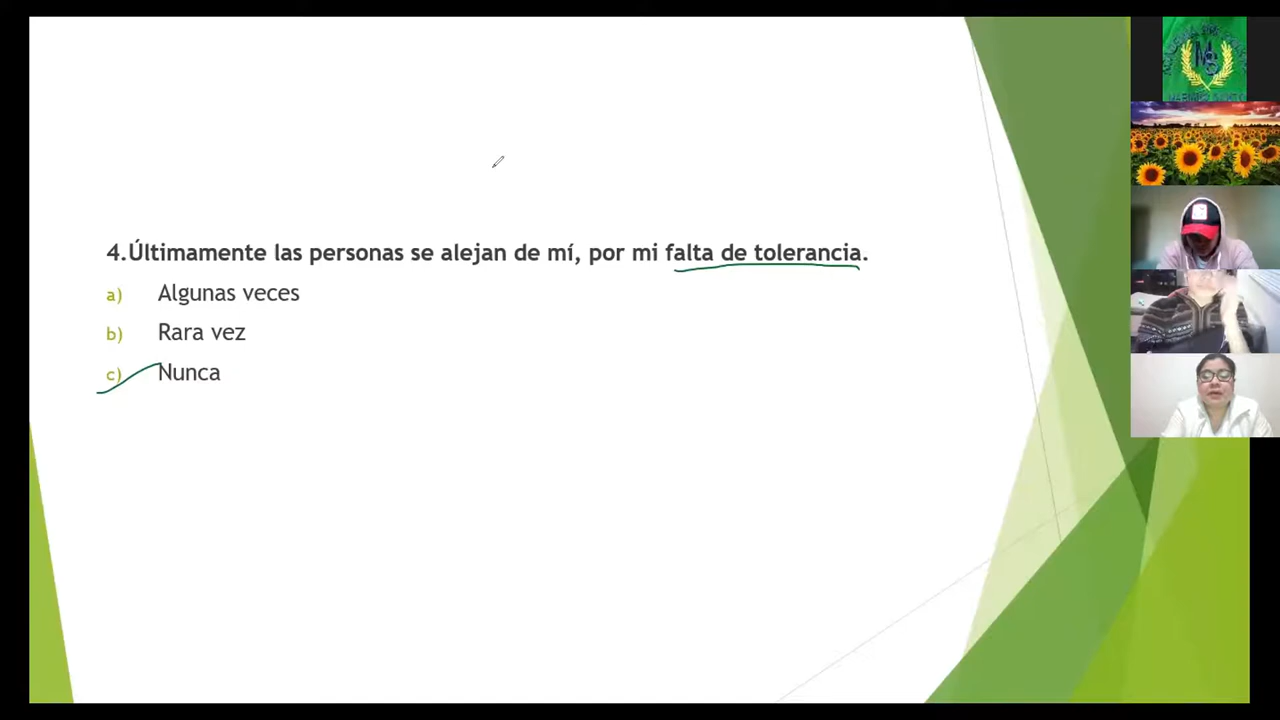 4.Últimamente las personas se alejan de mí, por mi falta de tolerancia.
a) Algunas veces
b) Rara vez
c) Nunca